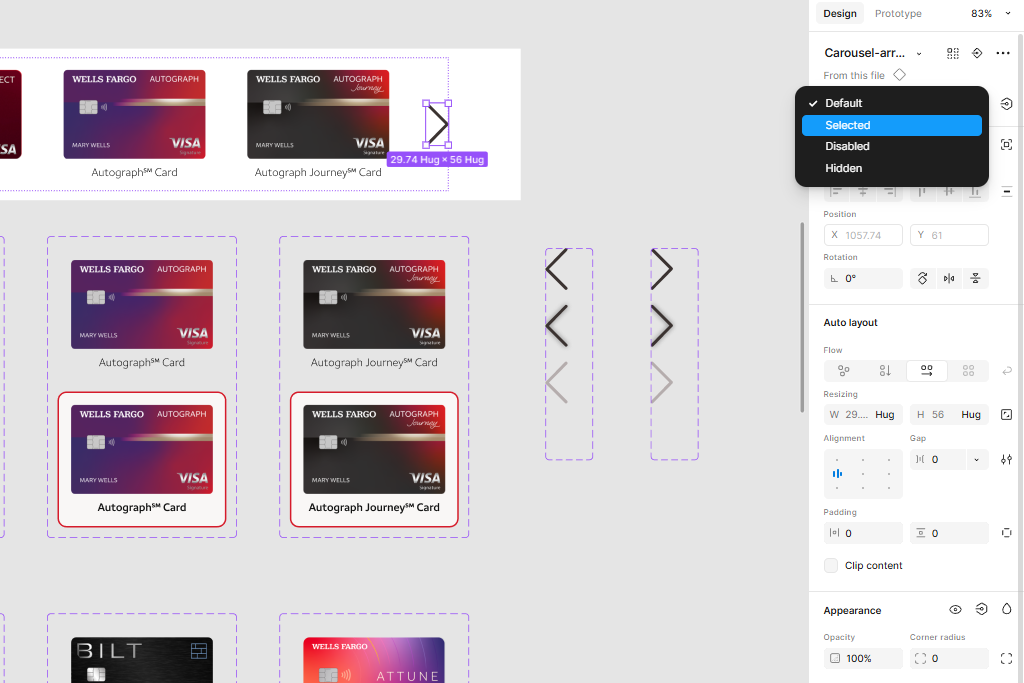 Design
Prototype
83%
Carousel-arr...
From this file
Default
Selected
Disabled
Hidden
Position
X 1057.74
Y 61
Rotation
0°
Auto layout
Flow
Resizing
W 29.... Hug
H 56 Hug
Alignment
Gap
0
Padding
0
0
Clip content
Appearance
Opacity
Corner radius
100%
0
ECT
SA
WELLS FARGO
AUTOGRAPH
MARY WELLS
VISA
Signature
Autograph℠ Card
WELLS FARGO
AUTOGRAPH
Journey
MARY WELLS
VISA
Signature
Autograph Journey℠ Card
29.74 Hug × 56 Hug
WELLS FARGO
AUTOGRAPH
MARY WELLS
VISA
Signature
Autograph℠ Card
WELLS FARGO
AUTOGRAPH
Journey
MARY WELLS
VISA
Signature
Autograph Journey℠ Card
WELLS FARGO
AUTOGRAPH
MARY WELLS
VISA
Signature
Autograph℠ Card
WELLS FARGO
AUTOGRAPH
Journey
MARY WELLS
VISA
Signature
Autograph Journey℠ Card
BILT
WELLS FARGO
ATTUNE